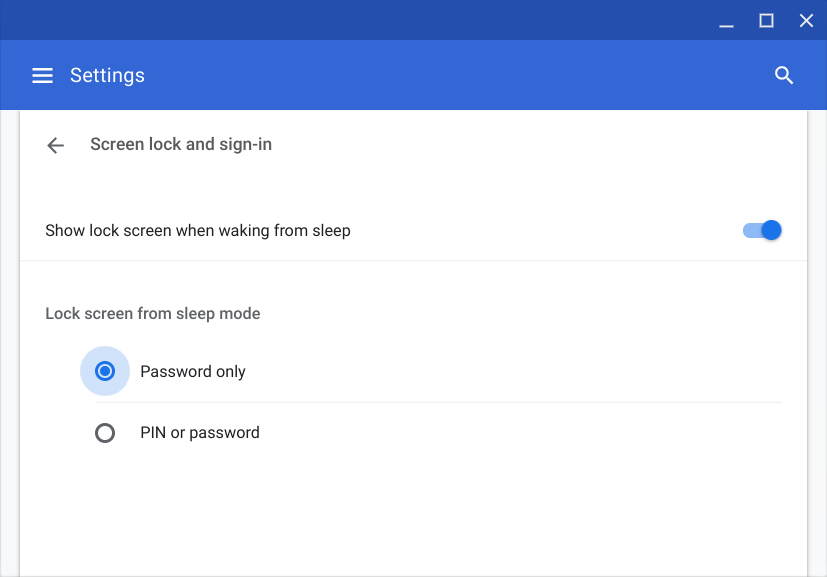 Settings
Screen lock and sign-in
Show lock screen when waking from sleep
Lock screen from sleep mode
Password only
PIN or password